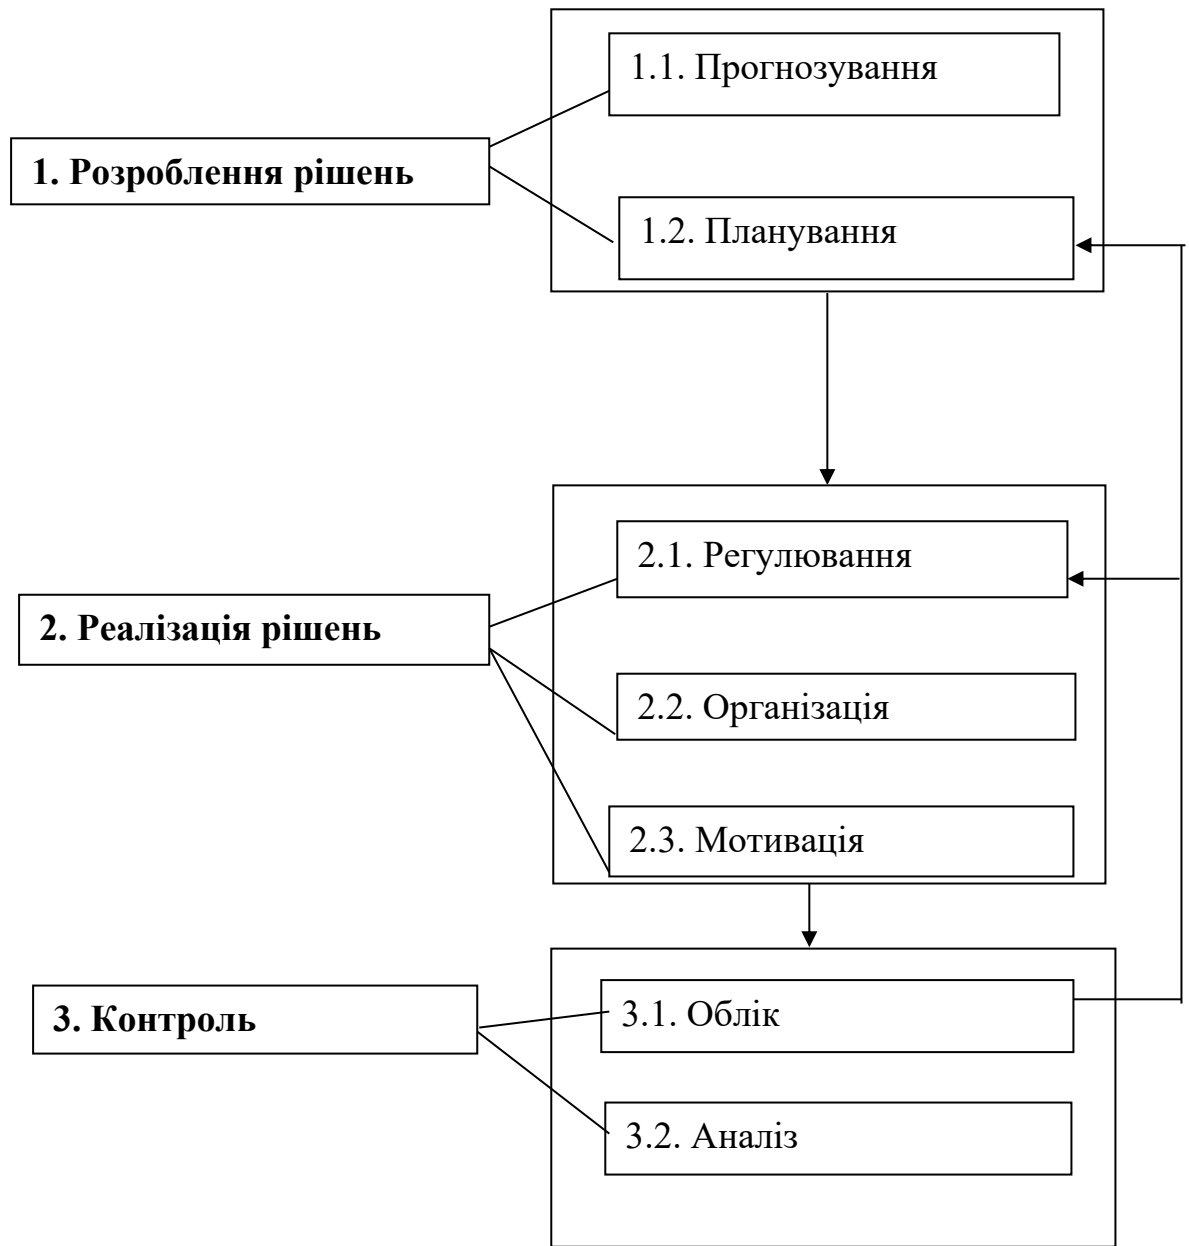 1.1. Прогнозування
1. Розроблення рішень
1.2. Планування
2.1. Регулювання
2. Реалізація рішень
2.2. Організація
2.3. Мотивація
3. Контроль
3.1. Облік
3.2. Аналіз